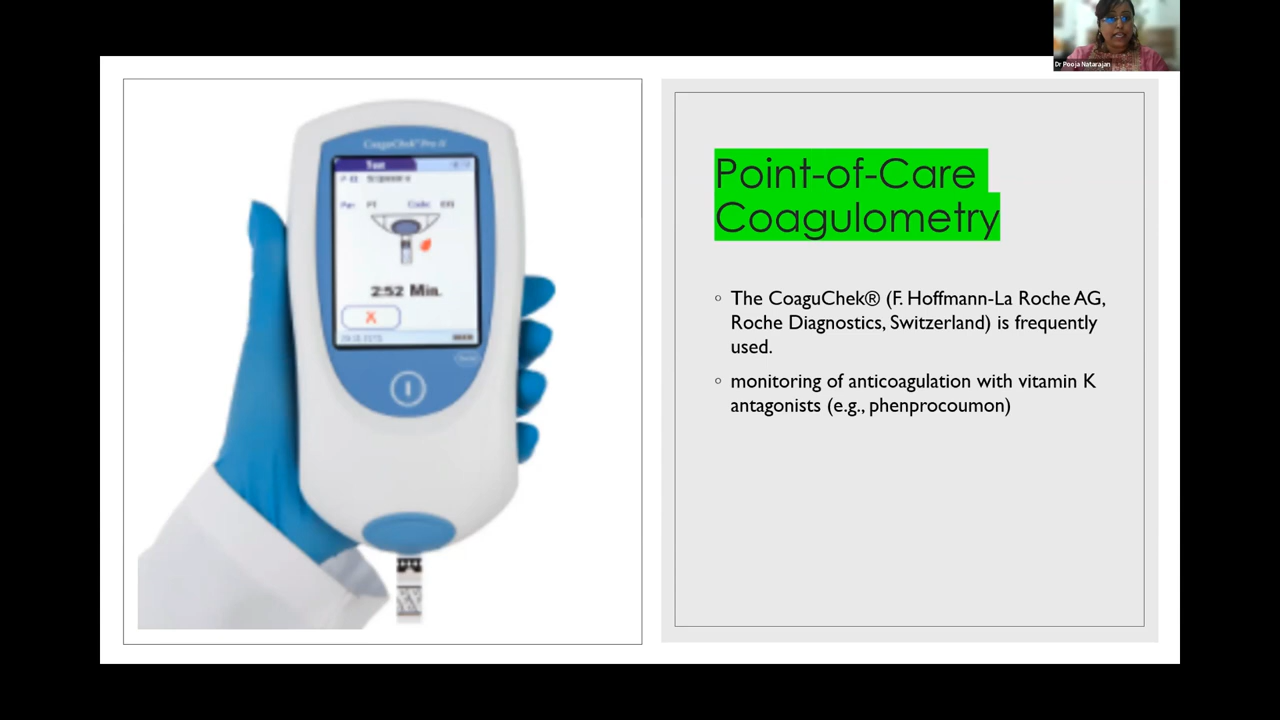 Dr Pooja Natarajan
CoaguChek® Pro II
Test
2:52 Min.
X
Point-of-Care
Coagulometry
The CoaguChek® (F. Hoffmann-La Roche AG,
Roche Diagnostics, Switzerland) is frequently
used.
monitoring of anticoagulation with vitamin K
antagonists (e.g., phenprocoumon)